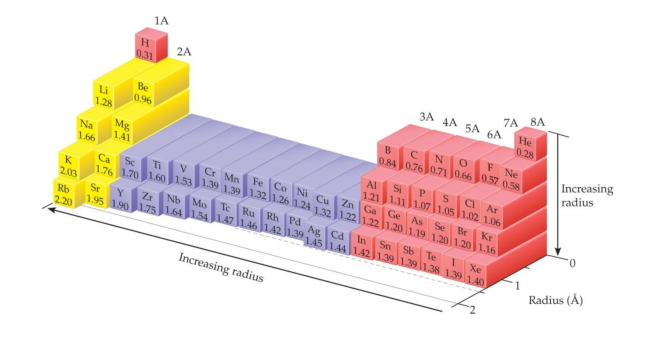 1A
H
0.31
2A
Li
1.28
Be
0.96
3A 4A 5A 6A 7A 8A
Na
1.66
Mg
1.41
B
0.84
C
0.76
N
0.71
O
0.66
F
0.57
Ne
0.58
He
0.28
K
2.03
Ca
1.76
Sc
1.70
Ti
1.60
V
1.53
Cr
1.39
Mn
1.39
Fe
1.32
Co
1.26
Ni
1.24
Cu
1.32
Zn
1.22
Al
1.21
Si
1.11
P
1.07
S
1.05
Cl
1.02
Ar
1.06
Increasing
radius
Rb
2.20
Sr
1.95
Y
1.90
Zr
1.75
Nb
1.64
Mo
1.54
Tc
1.47
Ru
1.46
Rh
1.42
Pd
1.39
Ag
1.45
Cd
1.44
Ga
1.22
Ge
1.20
As
1.19
Se
1.20
Br
1.20
Kr
1.16
In
1.42
Sn
1.39
Sb
1.39
Te
1.38
I
1.39
Xe
1.40
Increasing radius
0
1
2
Radius (Å)